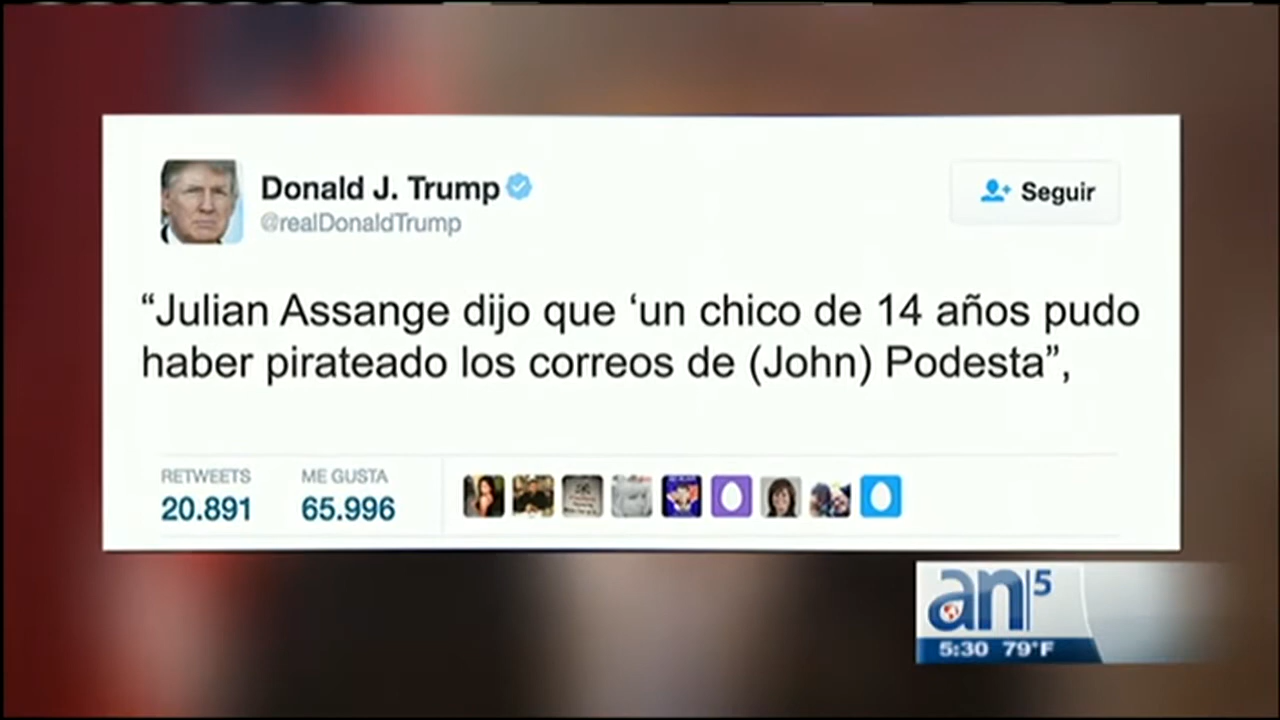 Donald J. Trump
@realDonaldTrump
Seguir
“Julian Assange dijo que ‘un chico de 14 años pudo
haber pirateado los correos de (John) Podesta”,
RETWEETS ME GUSTA
20.891 65.996
an 5
5:30 79°F